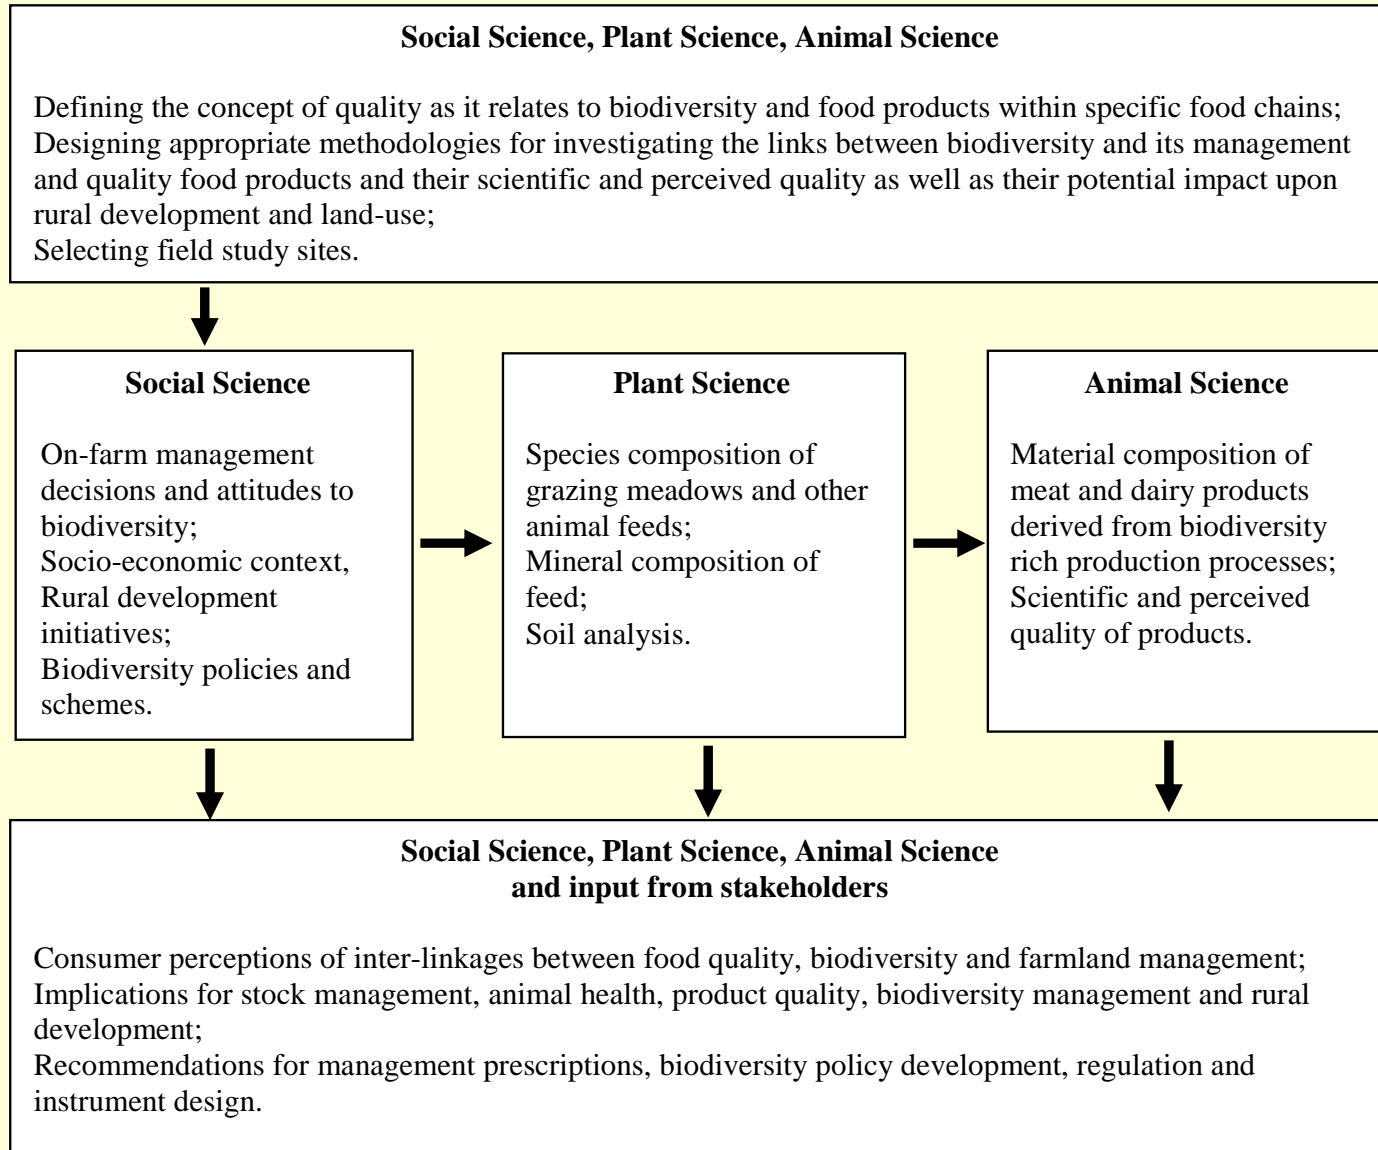 Social Science, Plant Science, Animal Science
Defining the concept of quality as it relates to biodiversity and food products within specific food chains;
Designing appropriate methodologies for investigating the links between biodiversity and its management
and quality food products and their scientific and perceived quality as well as their potential impact upon
rural development and land-use;
Selecting field study sites.
Social Science
On-farm management
decisions and attitudes to
biodiversity;
Socio-economic context,
Rural development
initiatives;
Biodiversity policies and
schemes.
Plant Science
Species composition of
grazing meadows and other
animal feeds;
Mineral composition of
feed;
Soil analysis.
Animal Science
Material composition of
meat and dairy products
derived from biodiversity
rich production processes;
Scientific and perceived
quality of products.
Social Science, Plant Science, Animal Science
and input from stakeholders
Consumer perceptions of inter-linkages between food quality, biodiversity and farmland management;
Implications for stock management, animal health, product quality, biodiversity management and rural
development;
Recommendations for management prescriptions, biodiversity policy development, regulation and
instrument design.